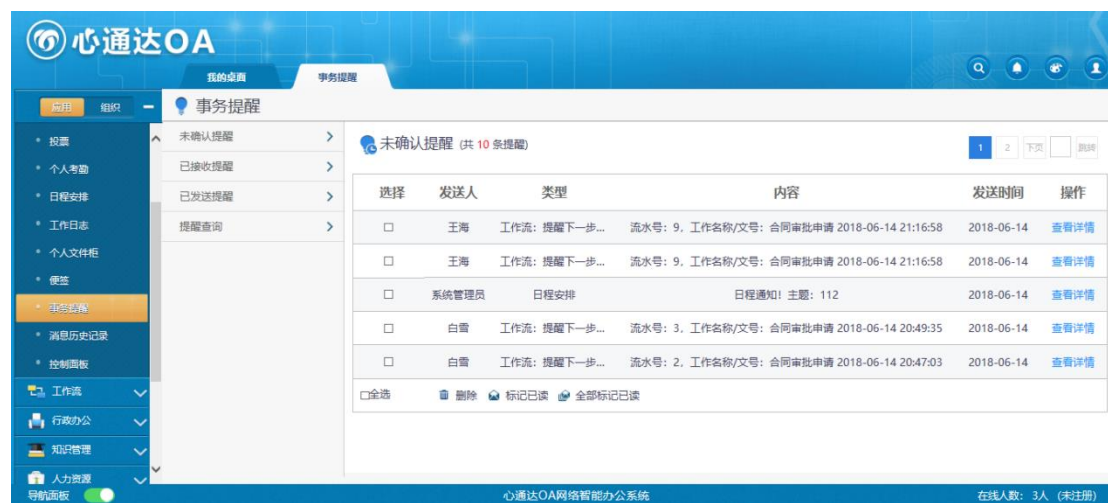 心通达OA
我的桌面 事务提醒
应用 组织
事务提醒
投票
个人考勤
日程安排
工作日志
个人文件柜
便签
事务提醒
消息历史记录
控制面板
工作流
行政办公
知识管理
人力资源
未确认提醒
已接收提醒
已发送提醒
提醒查询
未确认提醒 (共 10 条提醒)
1 2 下页 跳转
选择 发送人 类型 内容 发送时间 操作
王海 工作流：提醒下一步... 流水号：9，工作名称/文号：合同审批申请 2018-06-14 21:16:58 2018-06-14 查看详情
王海 工作流：提醒下一步... 流水号：9，工作名称/文号：合同审批申请 2018-06-14 21:16:58 2018-06-14 查看详情
系统管理员 日程安排 日程通知！主题：112 2018-06-14 查看详情
白雪 工作流：提醒下一步... 流水号：3，工作名称/文号：合同审批申请 2018-06-14 20:49:35 2018-06-14 查看详情
白雪 工作流：提醒下一步... 流水号：2，工作名称/文号：合同审批申请 2018-06-14 20:47:03 2018-06-14 查看详情
全选 删除 标记已读 全部标记已读
导航面板 心通达OA网络智能办公系统 在线人数：3人 (未注册)